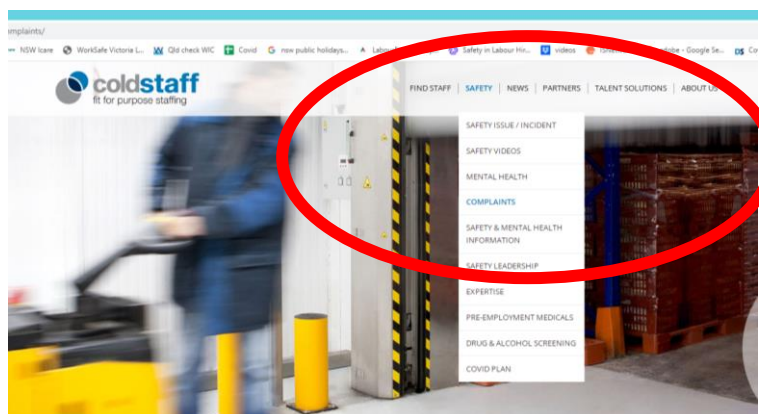 omplaints/
NSW Icare WorkSafe Victoria L... Qld check WIC Covid nsw public holidays... Safety in Labour Hir... videos
coldstaff
fit for purpose staffing
FIND STAFF | SAFETY | NEWS | PARTNERS | TALENT SOLUTIONS | ABOUT US
SAFETY ISSUE / INCIDENT
SAFETY VIDEOS
MENTAL HEALTH
COMPLAINTS
SAFETY & MENTAL HEALTH
INFORMATION
SAFETY LEADERSHIP
EXPERTISE
PRE-EMPLOYMENT MEDICALS
DRUG & ALCOHOL SCREENING
COVID PLAN